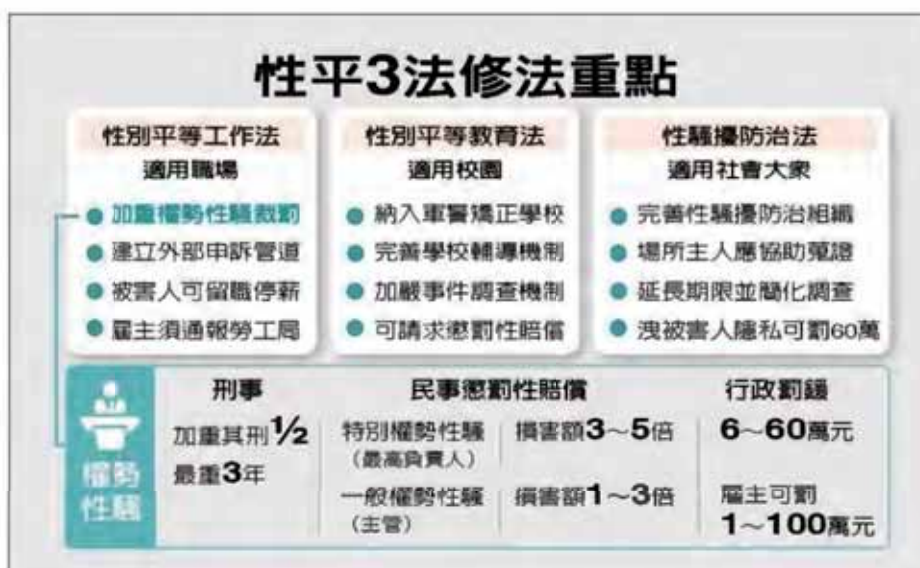 性平3法修法重點
性別平等工作法
適用職場
加重權勢性騷裁罰
建立外部申訴管道
被害人可留職停薪
雇主須通報勞工局
性別平等教育法
適用校園
納入軍警矯正學校
完善學校輔導機制
加嚴事件調查機制
可請求懲罰性賠償
性騷擾防治法
適用社會大眾
完善性騷擾防治組織
場所主人應協助蒐證
延長期限並簡化調查
洩被害人隱私可罰60萬
權勢
性騷
刑事
加重其刑1/2
最重3年
民事懲罰性賠償
特別權勢性騷
(最高負責人)
損害額3～5倍
一般權勢性騷
(主管)
損害額1～3倍
行政罰鍰
6～60萬元
雇主可罰
1～100萬元